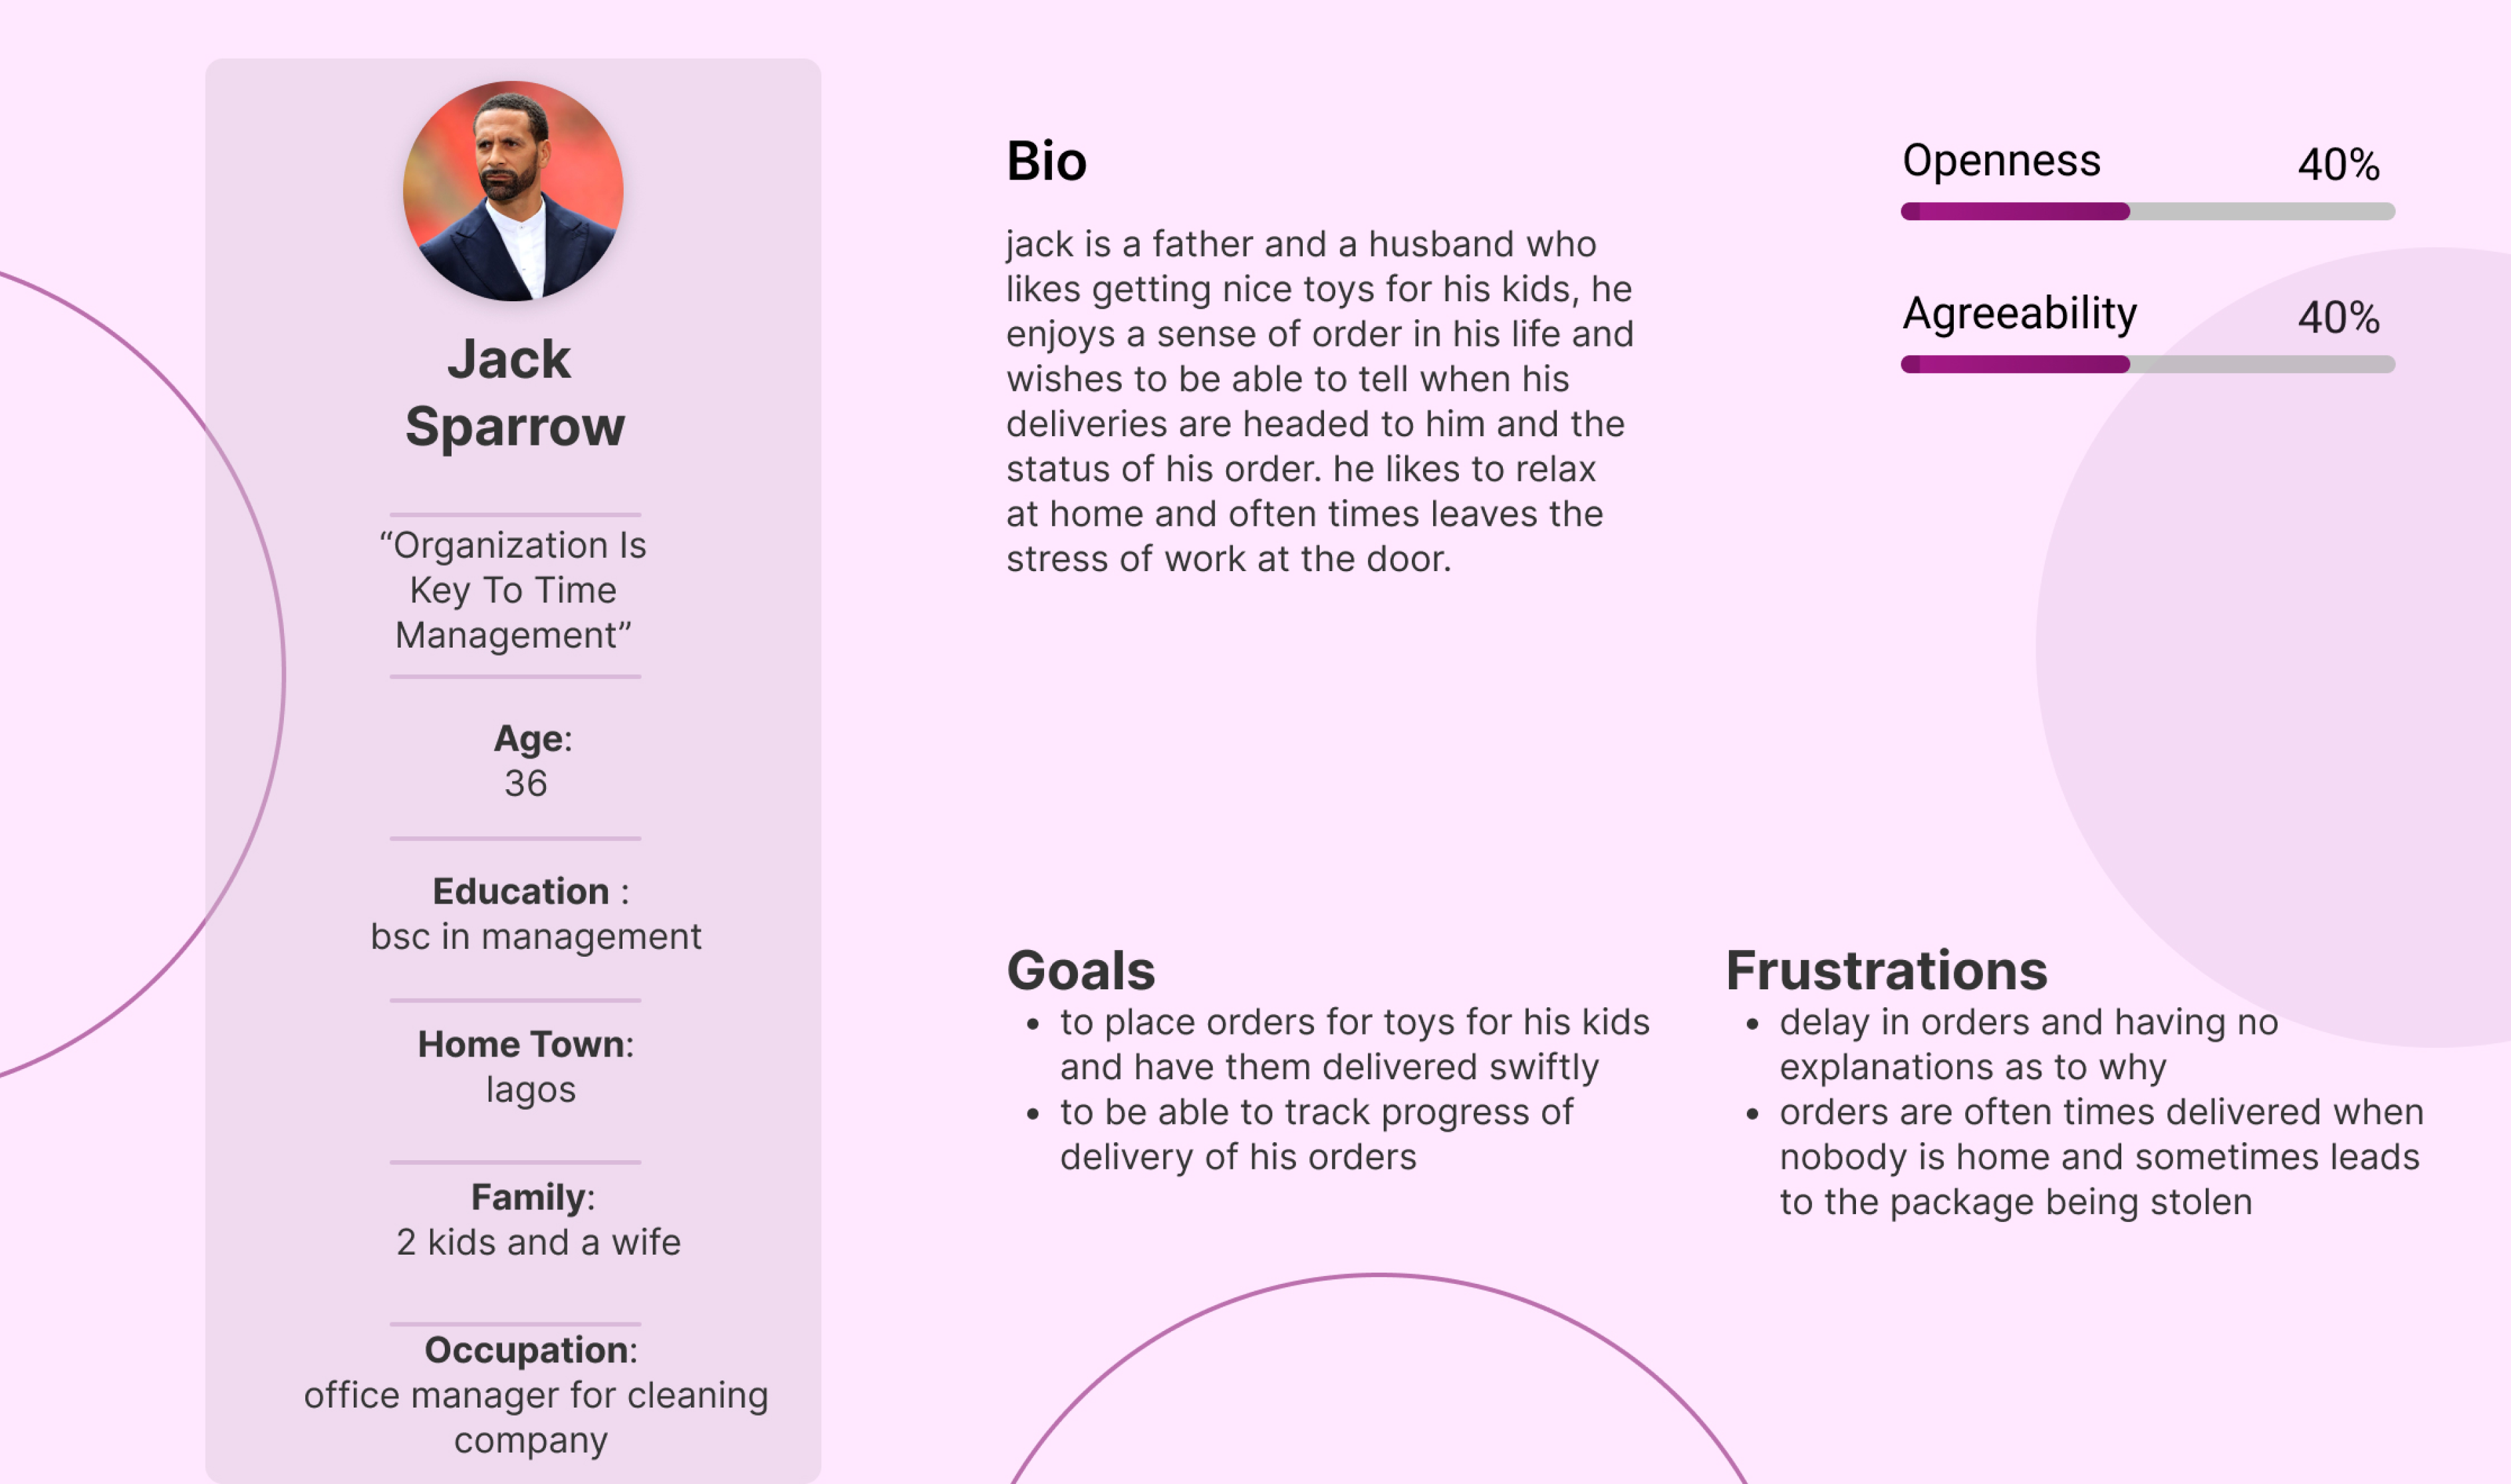 Jack
Sparrow
“Organization Is
Key To Time
Management”
Age:
36
Education :
bsc in management
Home Town:
lagos
Family:
2 kids and a wife
Occupation:
office manager for cleaning
company
Bio
jack is a father and a husband who
likes getting nice toys for his kids, he
enjoys a sense of order in his life and
wishes to be able to tell when his
deliveries are headed to him and the
status of his order. he likes to relax
at home and often times leaves the
stress of work at the door.
Openness 40%
Agreeability 40%
Goals
• to place orders for toys for his kids
and have them delivered swiftly
• to be able to track progress of
delivery of his orders
Frustrations
• delay in orders and having no
explanations as to why
• orders are often times delivered when
nobody is home and sometimes leads
to the package being stolen